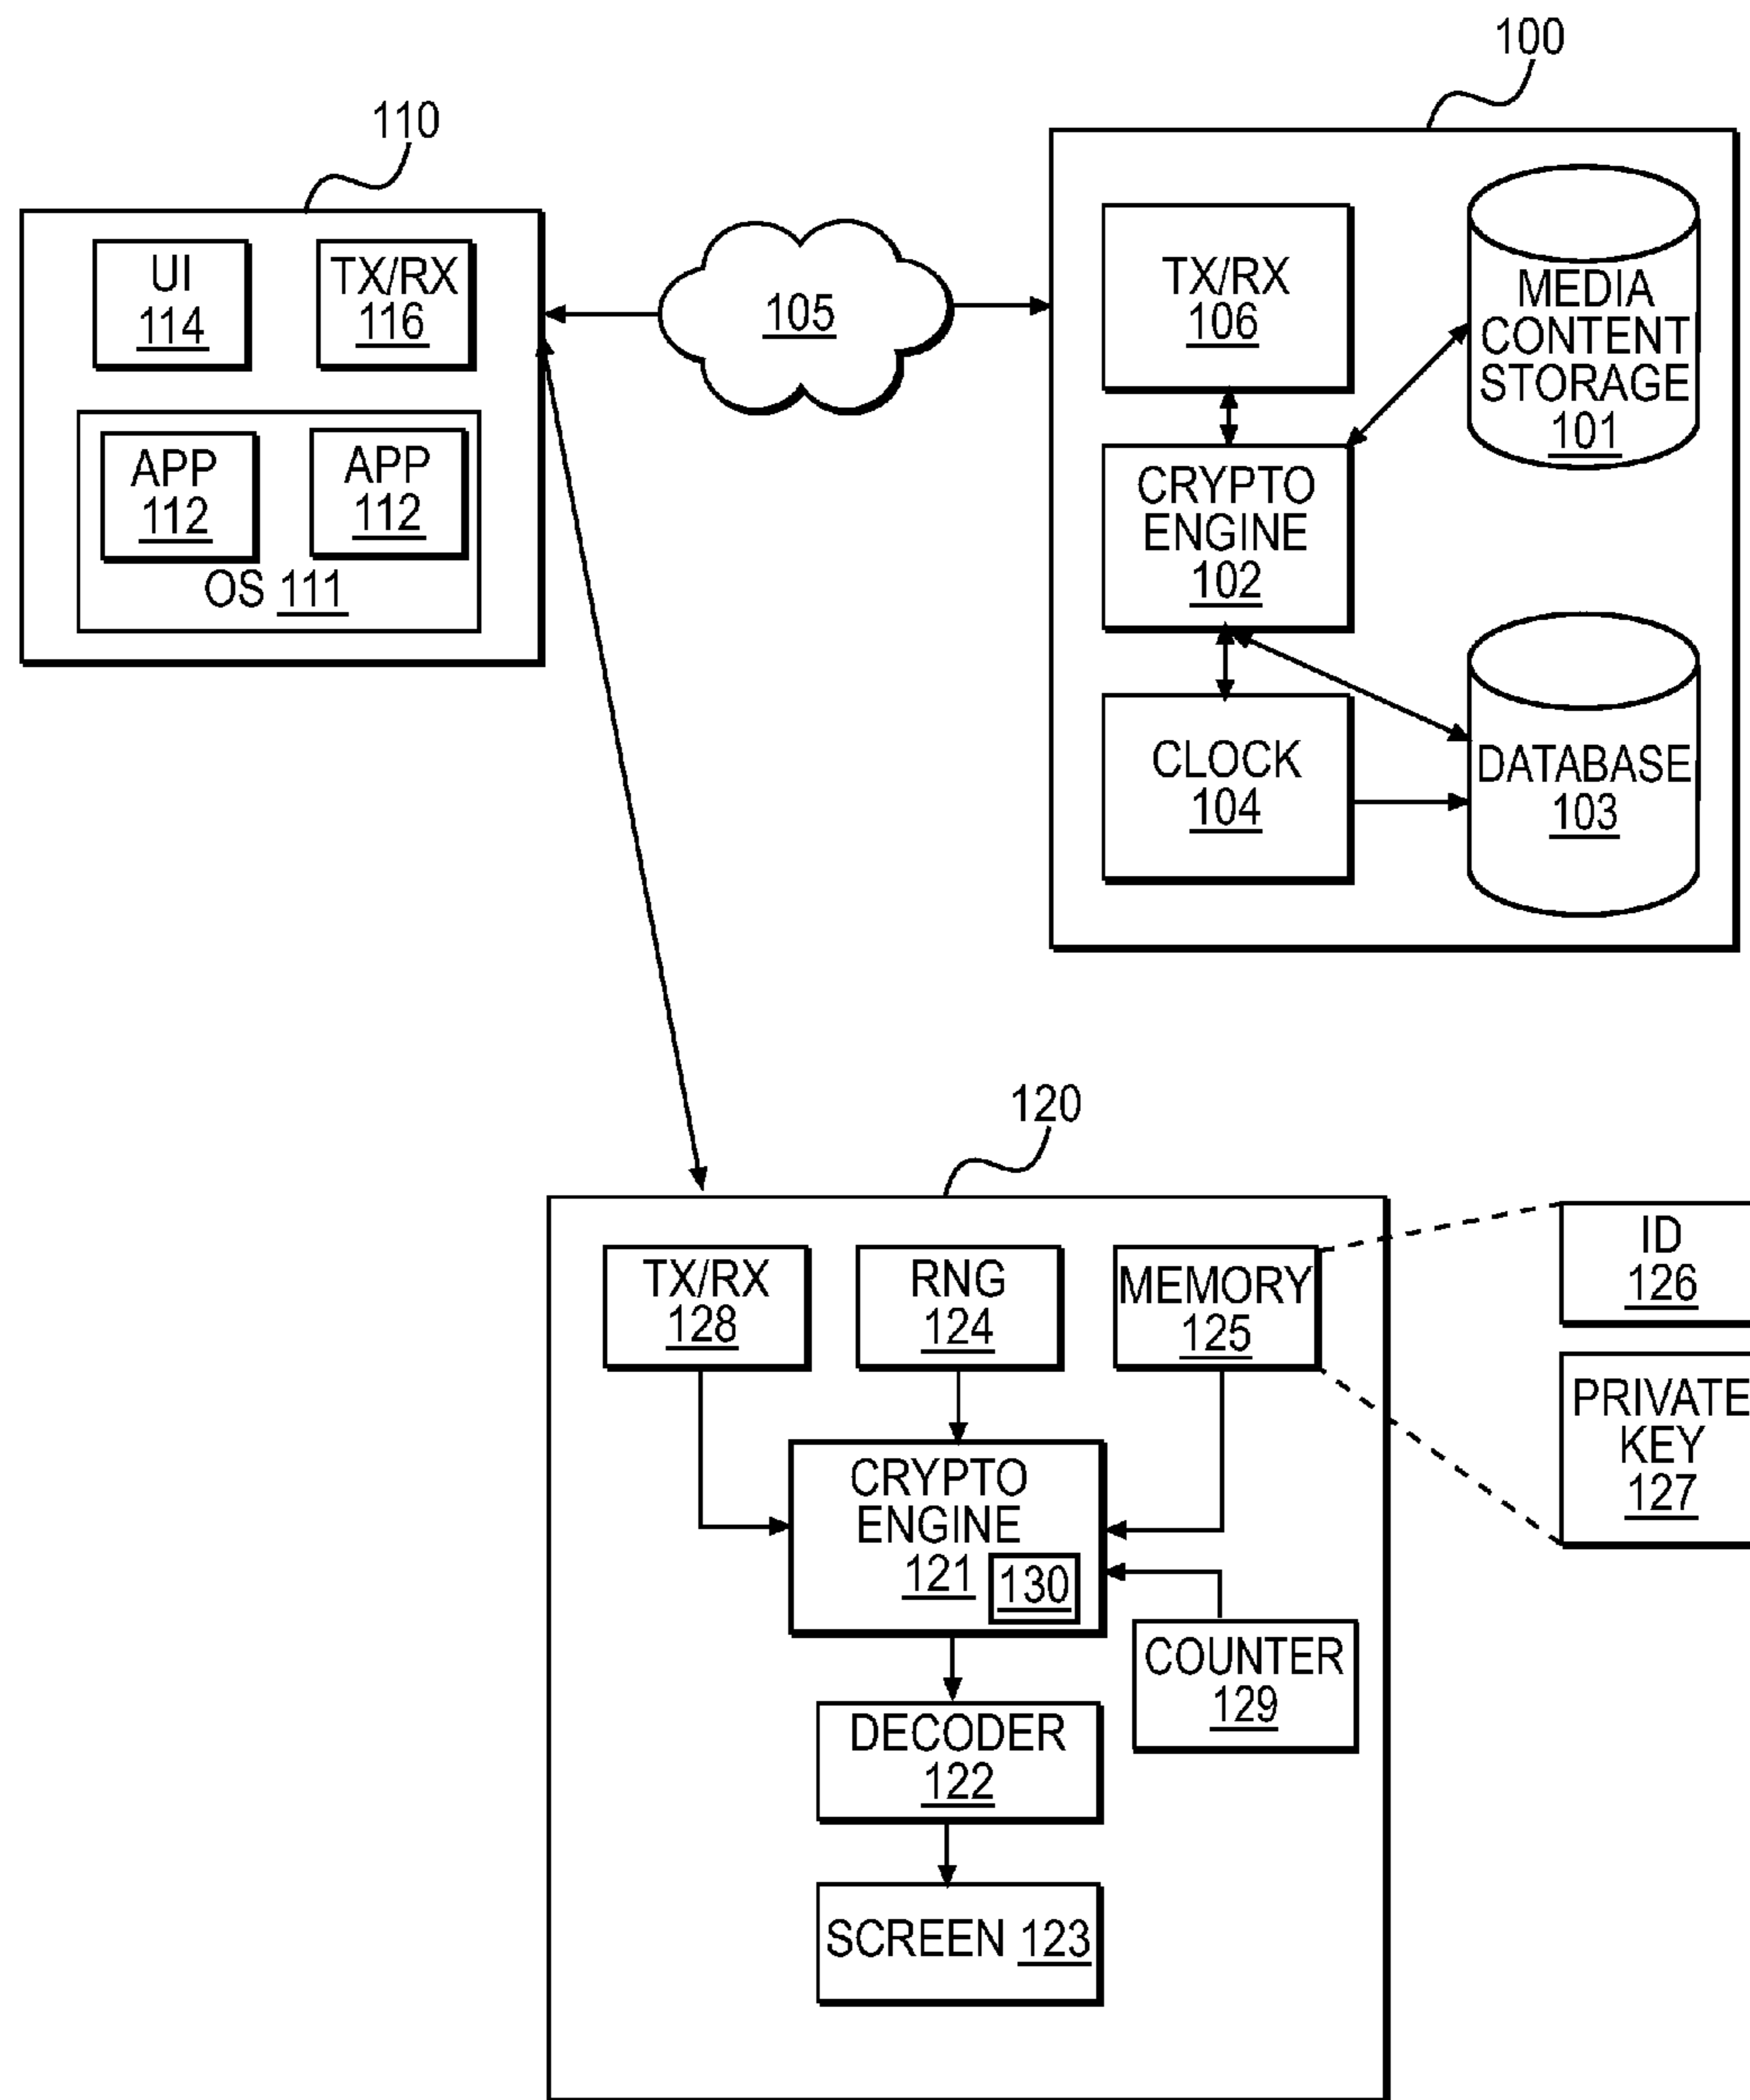 100
110
UI
114
TX/RX
116
APP
112
APP
112
OS 111
105
TX/RX
106
MEDIA
CONTENT
STORAGE
101
CRYPTO
ENGINE
102
CLOCK
104
DATABASE
103
120
TX/RX
128
RNG
124
MEMORY
125
ID
126
PRIVATE
KEY
127
CRYPTO
ENGINE
121
130
COUNTER
129
DECODER
122
SCREEN 123